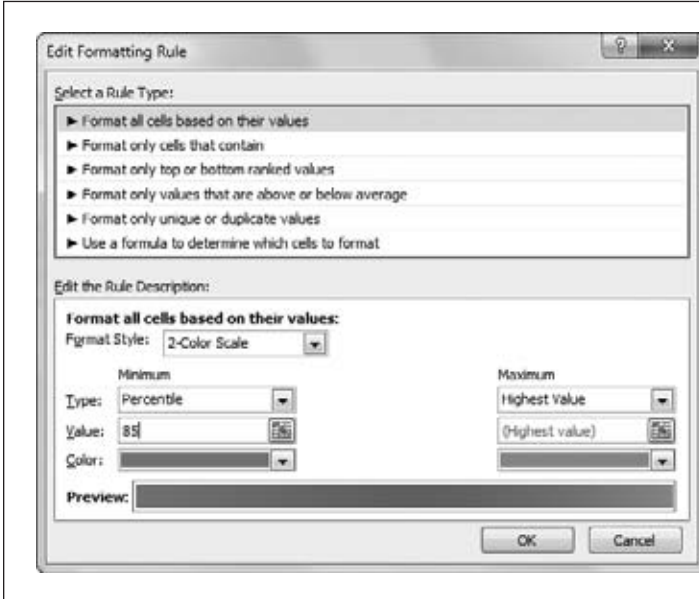 Edit Formatting Rule
Select a Rule Type:
► Format all cells based on their values
► Format only cells that contain
► Format only top or bottom ranked values
► Format only values that are above or below average
► Format only unique or duplicate values
► Use a formula to determine which cells to format
Edit the Rule Description:
Format all cells based on their values:
Format Style: 2-Color Scale
Minimum Maximum
Type: Percentile Highest Value
Value: 85 (Highest value)
Color:
Preview:
OK Cancel